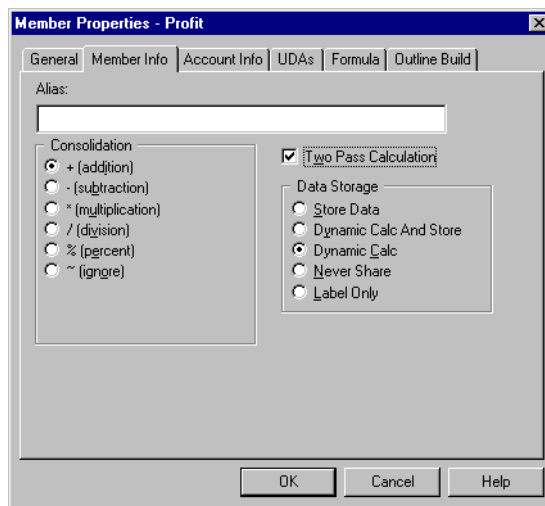 Member Properties - Profit
General Member Info Account Info UDAs Formula Outline Build
Alias:
Consolidation
+ (addition)
- (subtraction)
* (multiplication)
/ (division)
% (percent)
~ (ignore)
Two Pass Calculation
Data Storage
Store Data
Dynamic Calc And Store
Dynamic Calc
Never Share
Label Only
OK Cancel Help